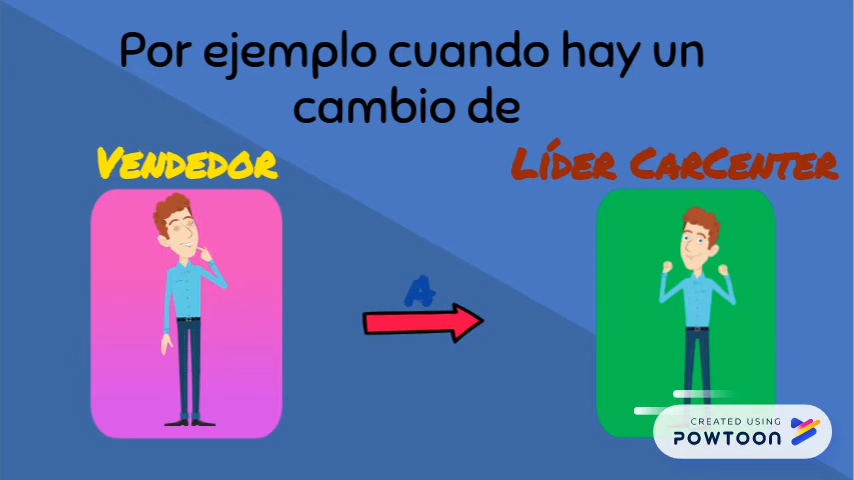 Por ejemplo cuando hay un
cambio de
Vendedor
Líder CarCenter
A
CREATED USING
POWTOON